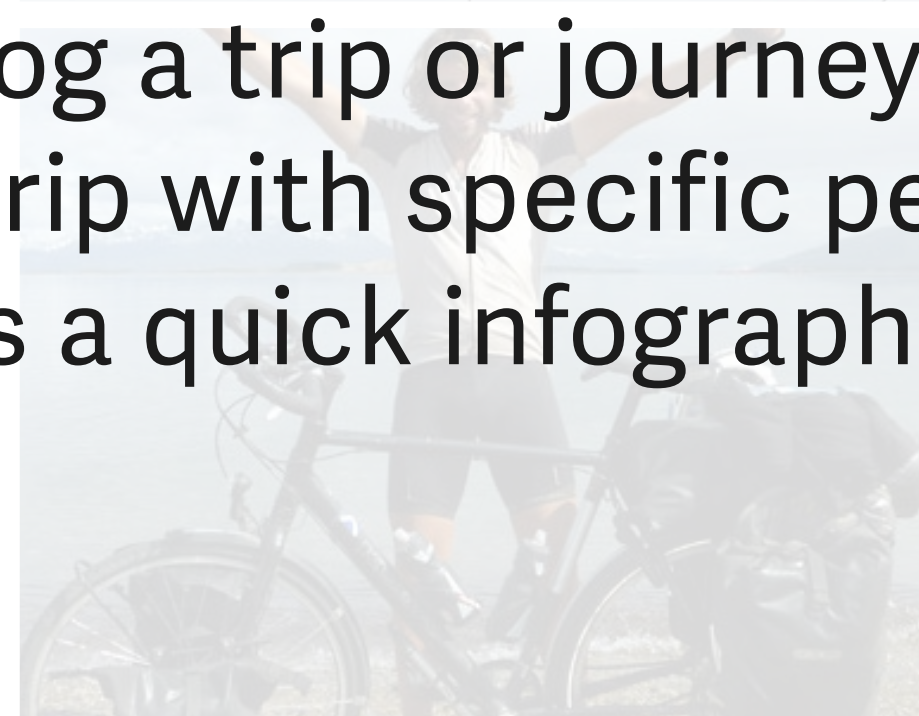 og a trip or journey
rip with specific pe
s a quick infograph